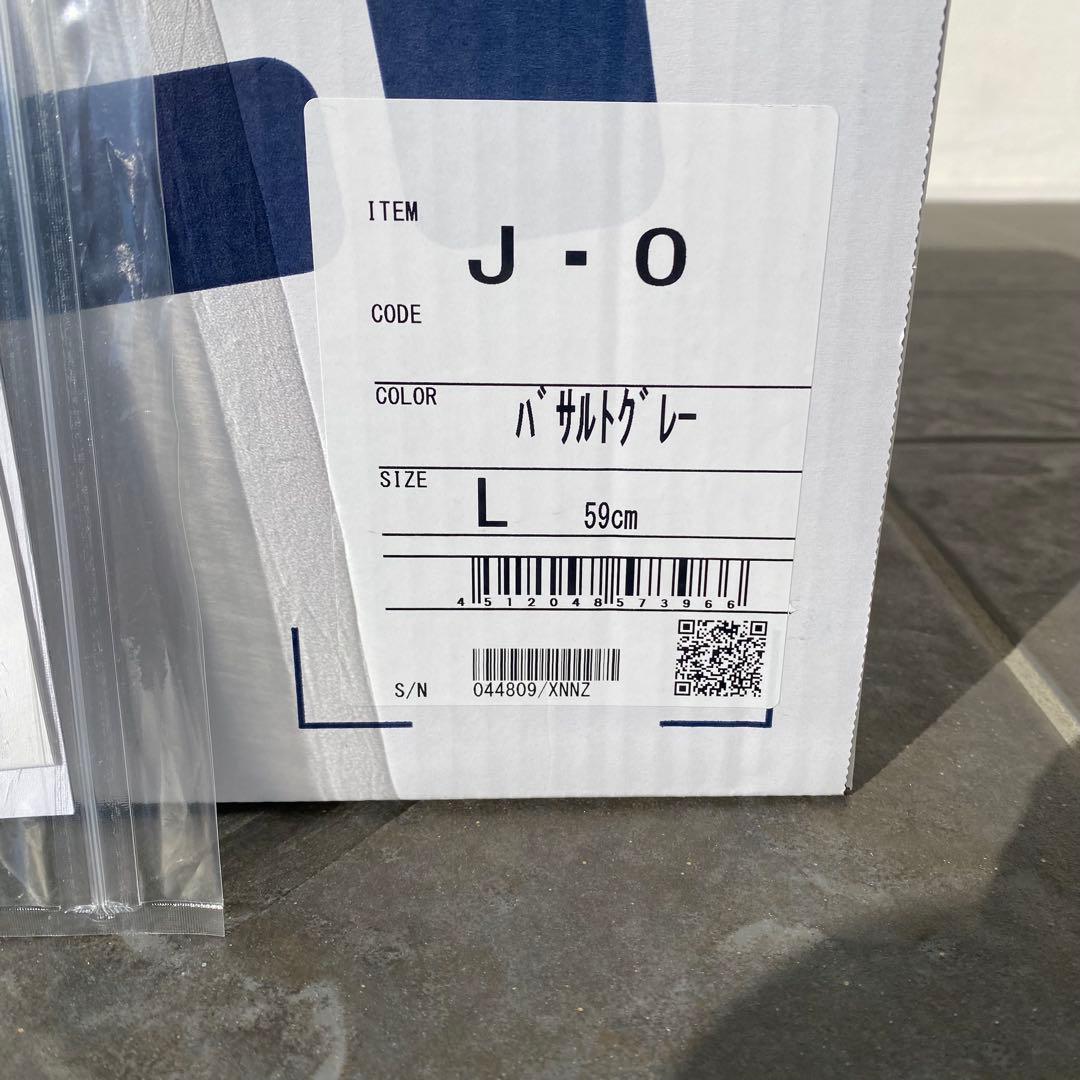 ITEM
J - O
CODE
COLOR
ﾊﾞｻﾙﾄｸﾞﾚｰ
SIZE
L 59cm
4512048573966
S/N 044809/XNNZ